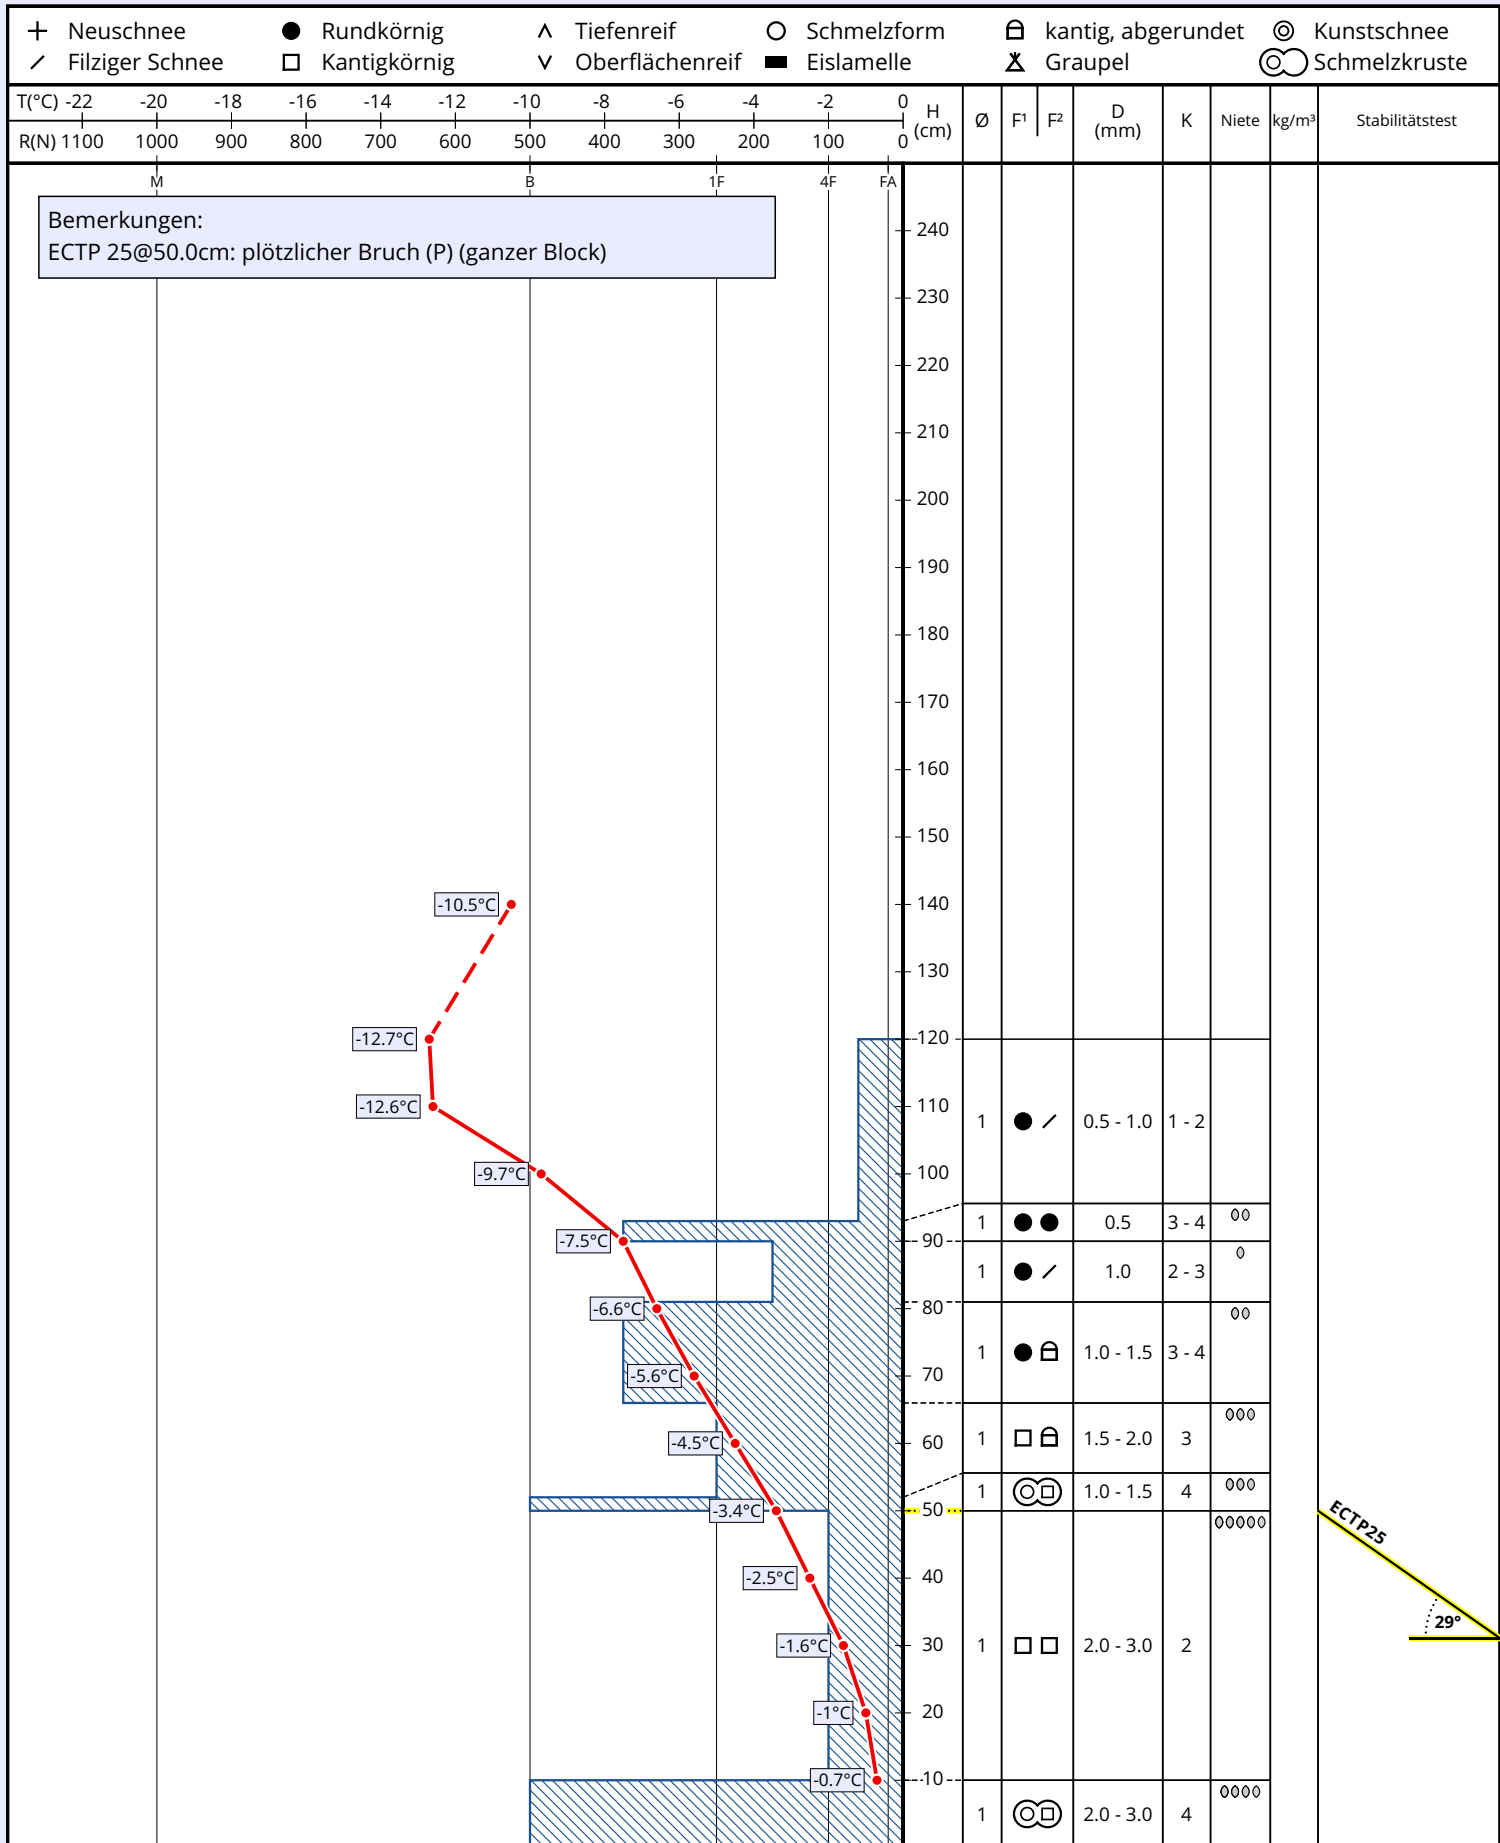 Neuschnee Rundkörnig Tiefenreif Schmelzform kantig, abgerundet Kunstschnee
Filziger Schnee Kantigkörnig Oberflächenreif Eislamelle Graupel Schmelzkruste
T(°C) -22 -20 -18 -16 -14 -12 -10 -8 -6 -4 -2 0
R(N) 1100 1000 900 800 700 600 500 400 300 200 100 0
H (cm) Ø F¹ F² D (mm) K Niete kg/m³ Stabilitätstest
M B 1F 4F FA
Bemerkungen:
ECTP 25@50.0cm: plötzlicher Bruch (P) (ganzer Block)
240
230
220
210
200
190
180
170
160
150
-10.5°C 140
130
-12.7°C 120
-12.6°C 110
1 0.5 - 1.0 1 - 2
-9.7°C 100
1 0.5 3 - 4
-7.5°C 90
1 1.0 2 - 3
-6.6°C 80
1 1.0 - 1.5 3 - 4
-5.6°C 70
-4.5°C 60 1 1.5 - 2.0 3
1 1.0 - 1.5 4
-3.4°C 50
ECTP25
-2.5°C 40
29°
-1.6°C 30 1 2.0 - 3.0 2
-1°C 20
-0.7°C 10
1 2.0 - 3.0 4